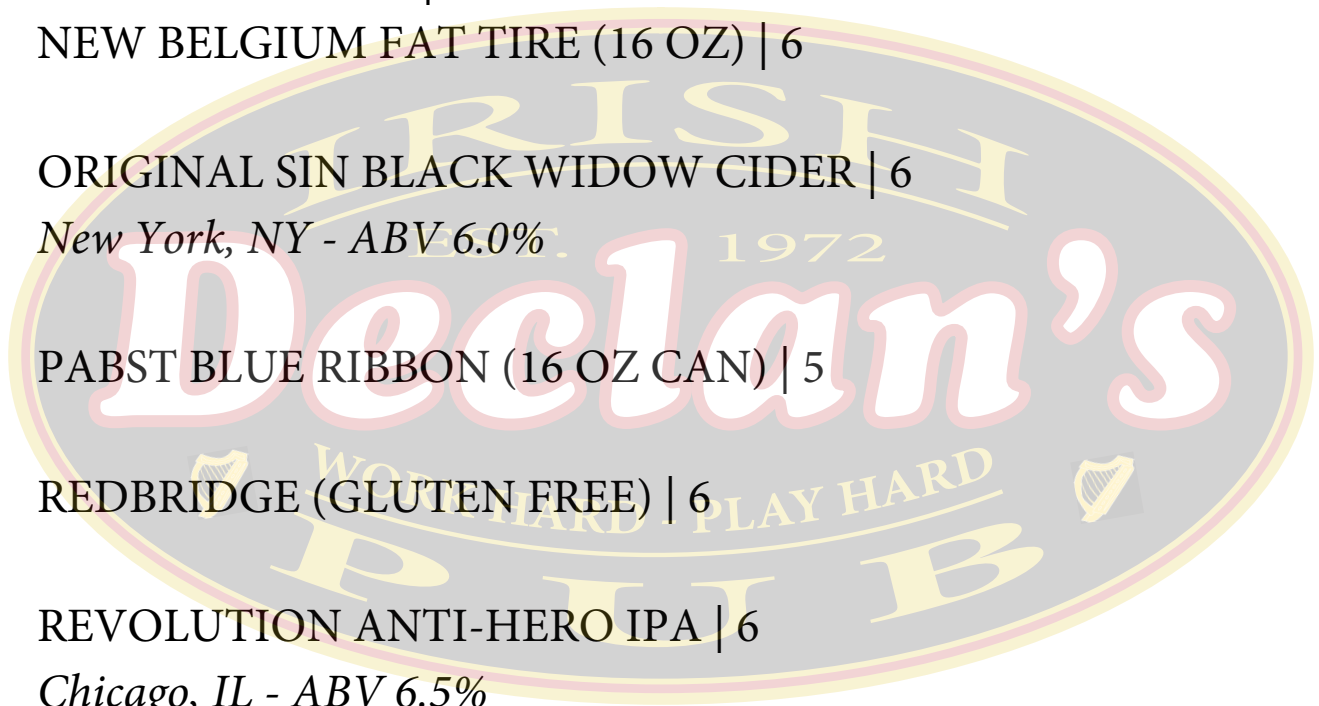 NEW BELGIUM FAT TIRE (16 OZ) | 6
IRISH
ORIGINAL SIN BLACK WIDOW CIDER | 6
New York, NY - ABV 6.0%
EST. 1972
Declan's
PABST BLUE RIBBON (16 OZ CAN) | 5
WORK HARD - PLAY HARD
REDBRIDGE (GLUTEN FREE) | 6
PUB
REVOLUTION ANTI-HERO IPA | 6
Chicago, IL - ABV 6.5%